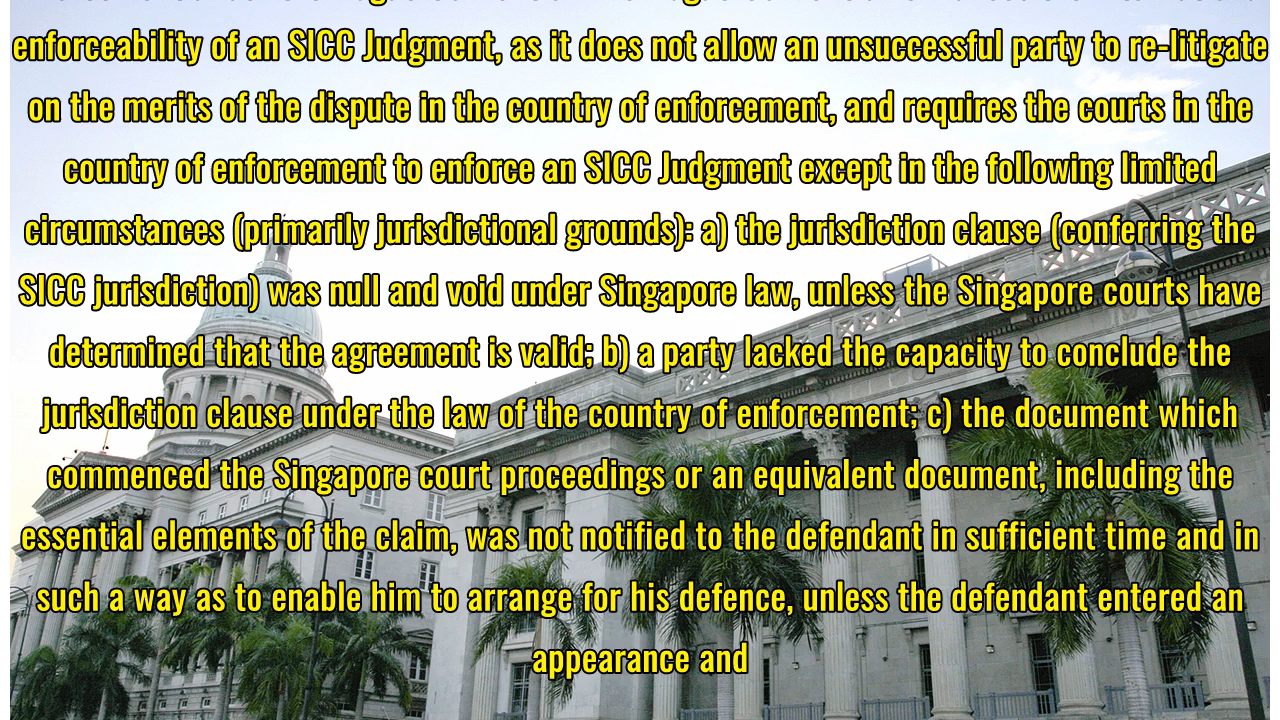 enforceability of an SICC Judgment, as it does not allow an unsuccessful party to re-litigate
on the merits of the dispute in the country of enforcement, and requires the courts in the
country of enforcement to enforce an SICC Judgment except in the following limited
circumstances (primarily jurisdictional grounds): a) the jurisdiction clause (conferring the
SICC jurisdiction) was null and void under Singapore law, unless the Singapore courts have
determined that the agreement is valid; b) a party lacked the capacity to conclude the
jurisdiction clause under the law of the country of enforcement; c) the document which
commenced the Singapore court proceedings or an equivalent document, including the
essential elements of the claim, was not notified to the defendant in sufficient time and in
such a way as to enable him to arrange for his defence, unless the defendant entered an
appearance and